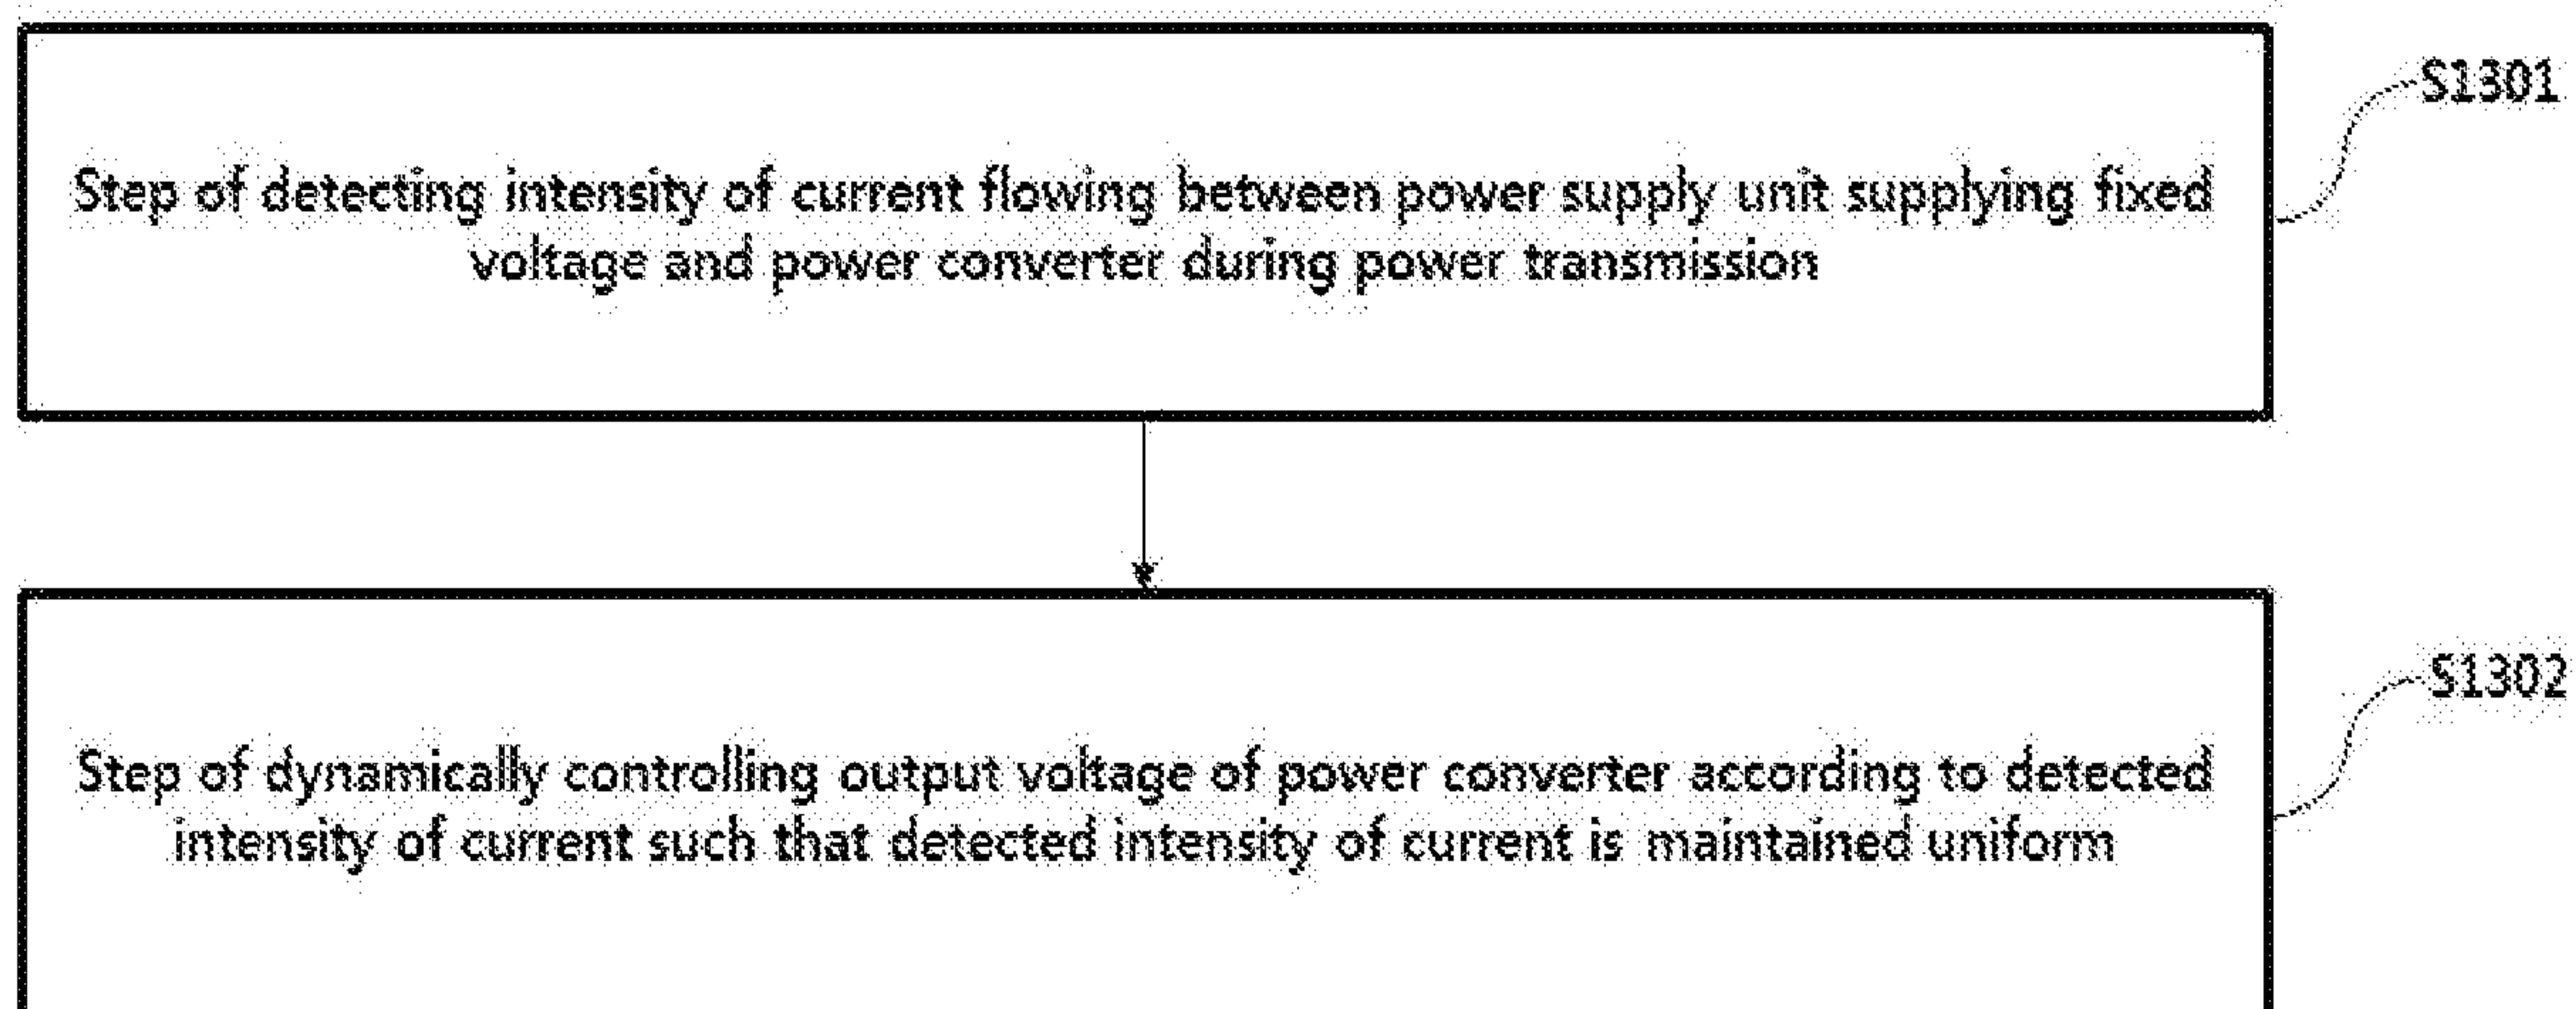 S1301
Step of detecting intensity of current flowing between power supply unit supplying fixed
voltage and power converter during power transmission
S1302
Step of dynamically controlling output voltage of power converter according to detected
intensity of current such that detected intensity of current is maintained uniform